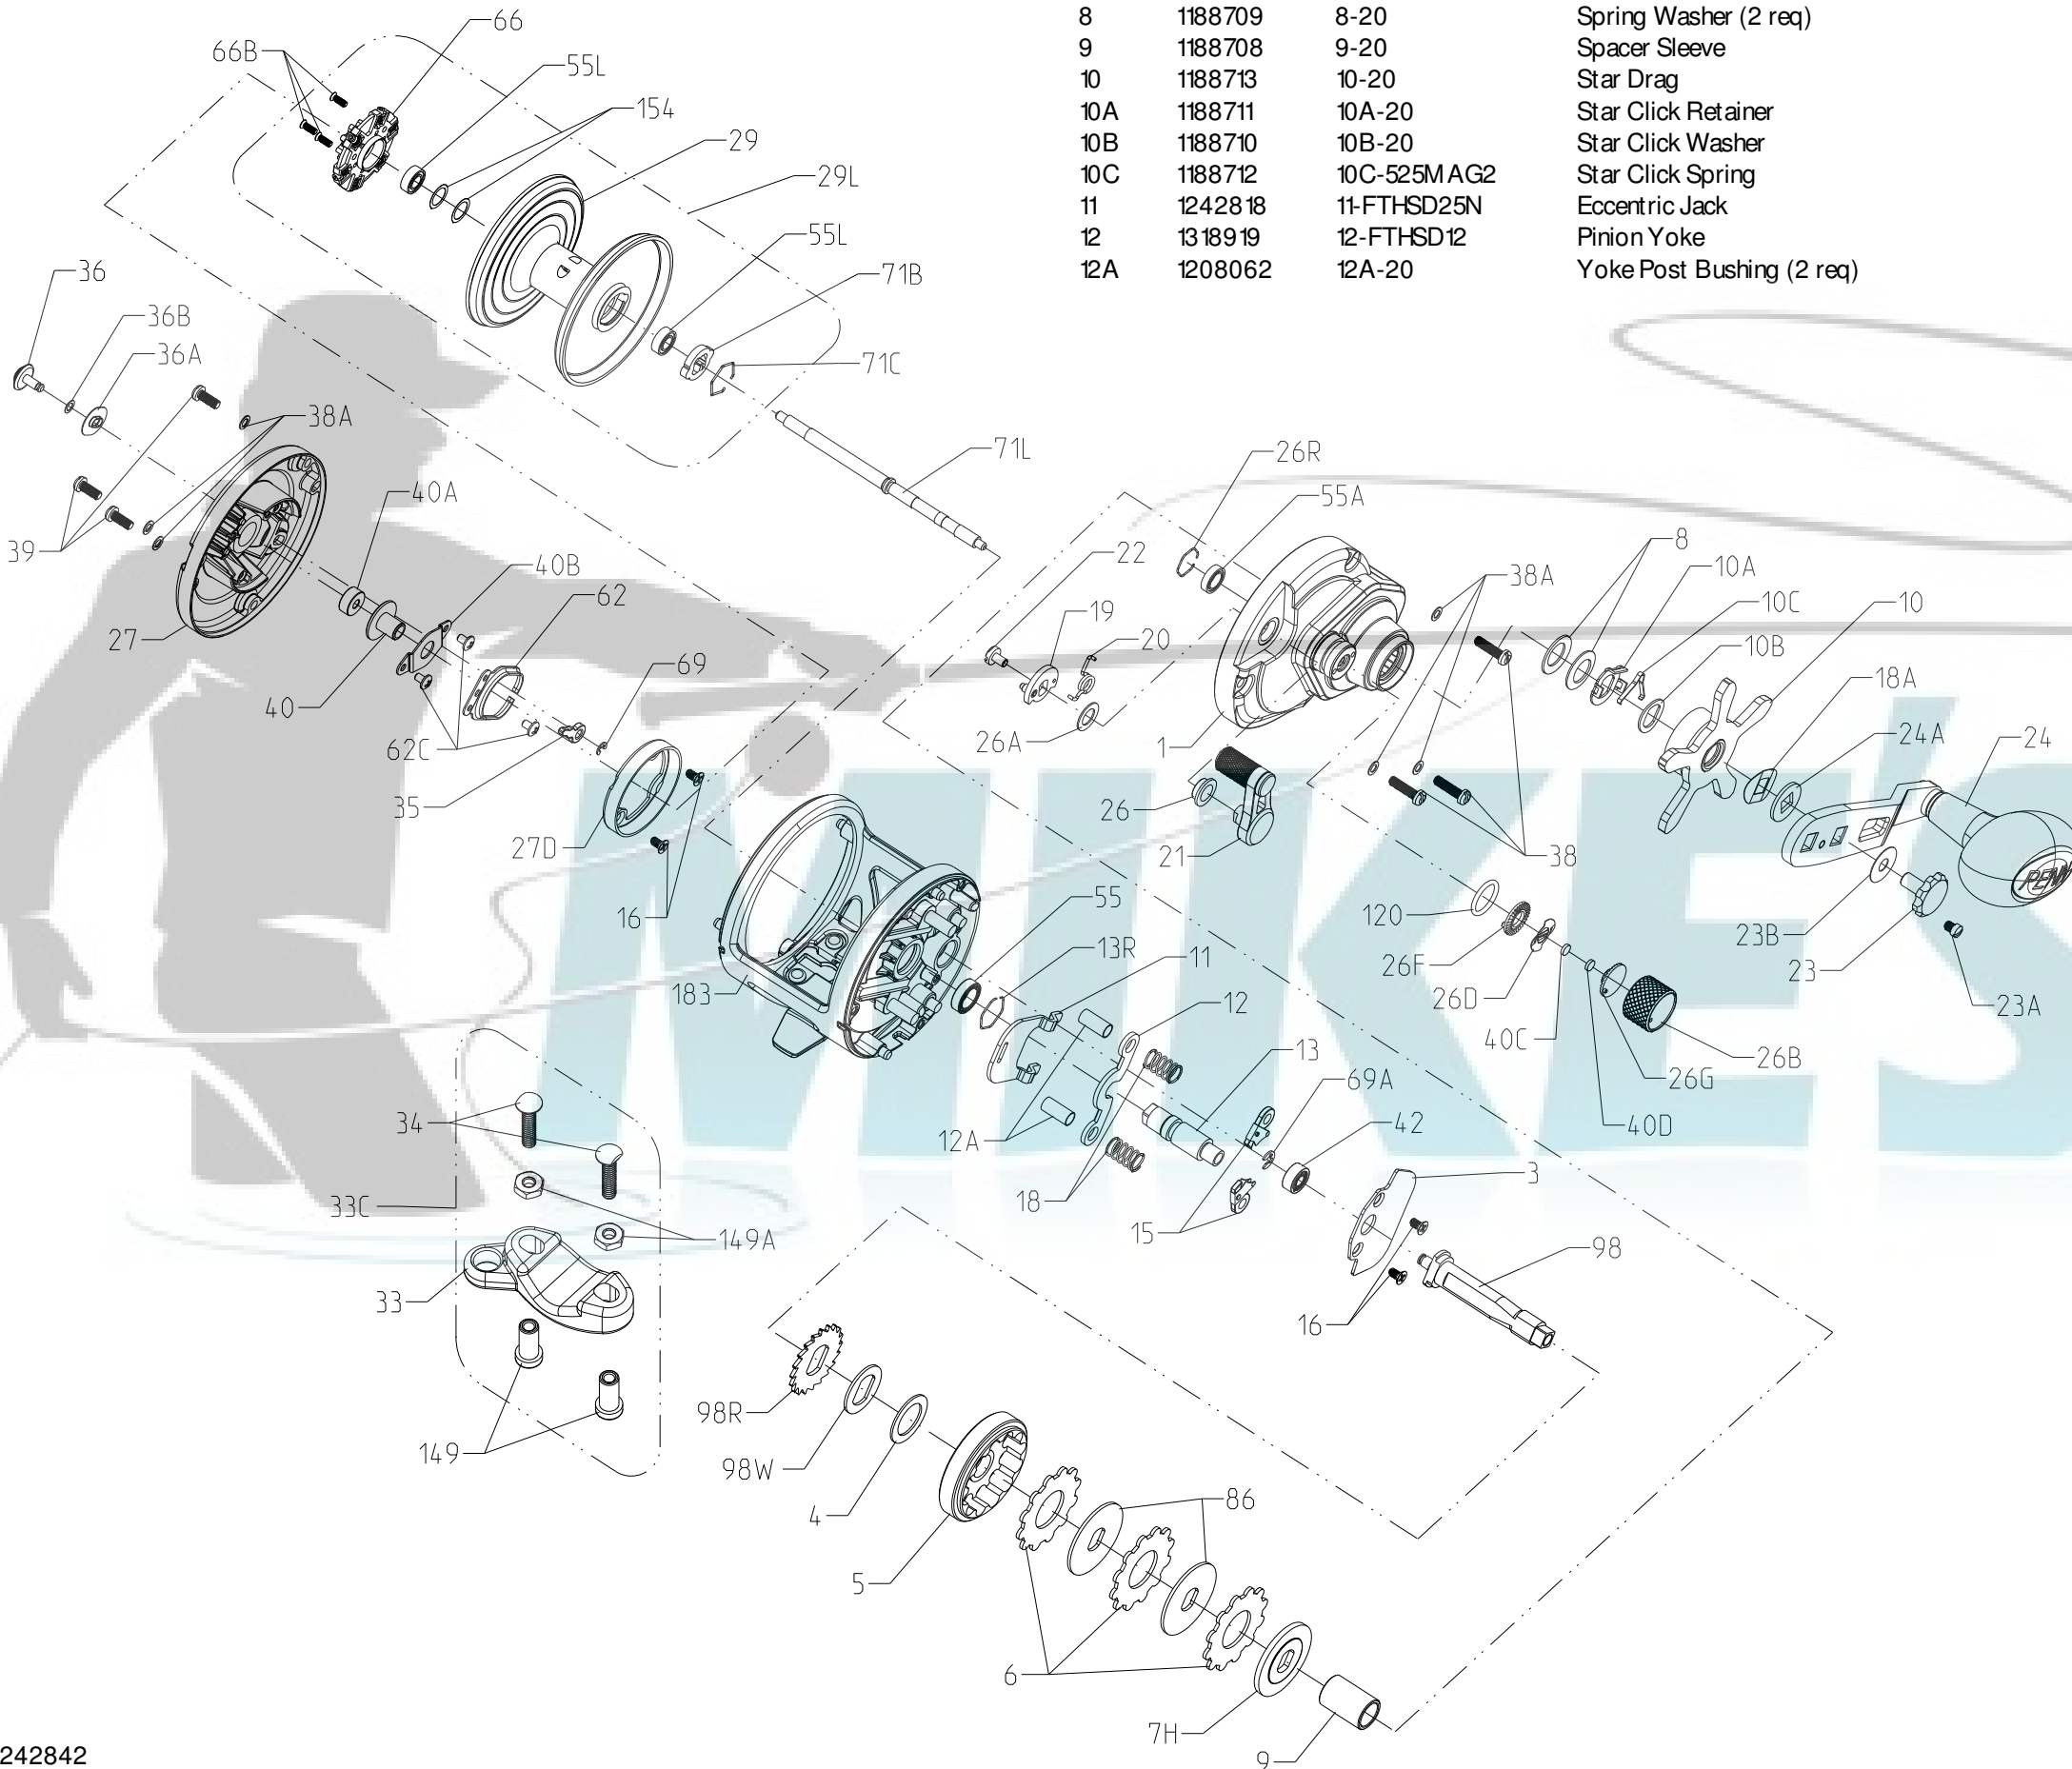 8 1188709 8-20 Spring Washer (2 req)
9 1188708 9-20 Spacer Sleeve
10 1188713 10-20 Star Drag
10A 1188711 10A-20 Star Click Retainer
10B 1188710 10B-20 Star Click Washer
10C 1188712 10C-525MAG2 Star Click Spring
11 1242818 11-FTHSD25N Eccentric Jack
12 1318919 12-FTHSD12 Pinion Yoke
12A 1208062 12A-20 Yoke Post Bushing (2 req)
66
66B
55L
154
29
29L
55L
71B
71C
36
36B
36A
38A
71L
26R
55A
40A
39
22
40B
62
38A
8
10A
10C
10
19
20
10B
27
69
18A
40
26A
1
24A
24
62C
35
26
27D
21
38
16
120
55
23B
13R
11
26F
23
183
12
26D
23A
40C
26B
13
26G
69A
34
40D
12A
42
3
33C
18
15
149A
98
33
16
98R
149
98W
86
4
5
6
7H
9
PENN
MIKE'S
242842